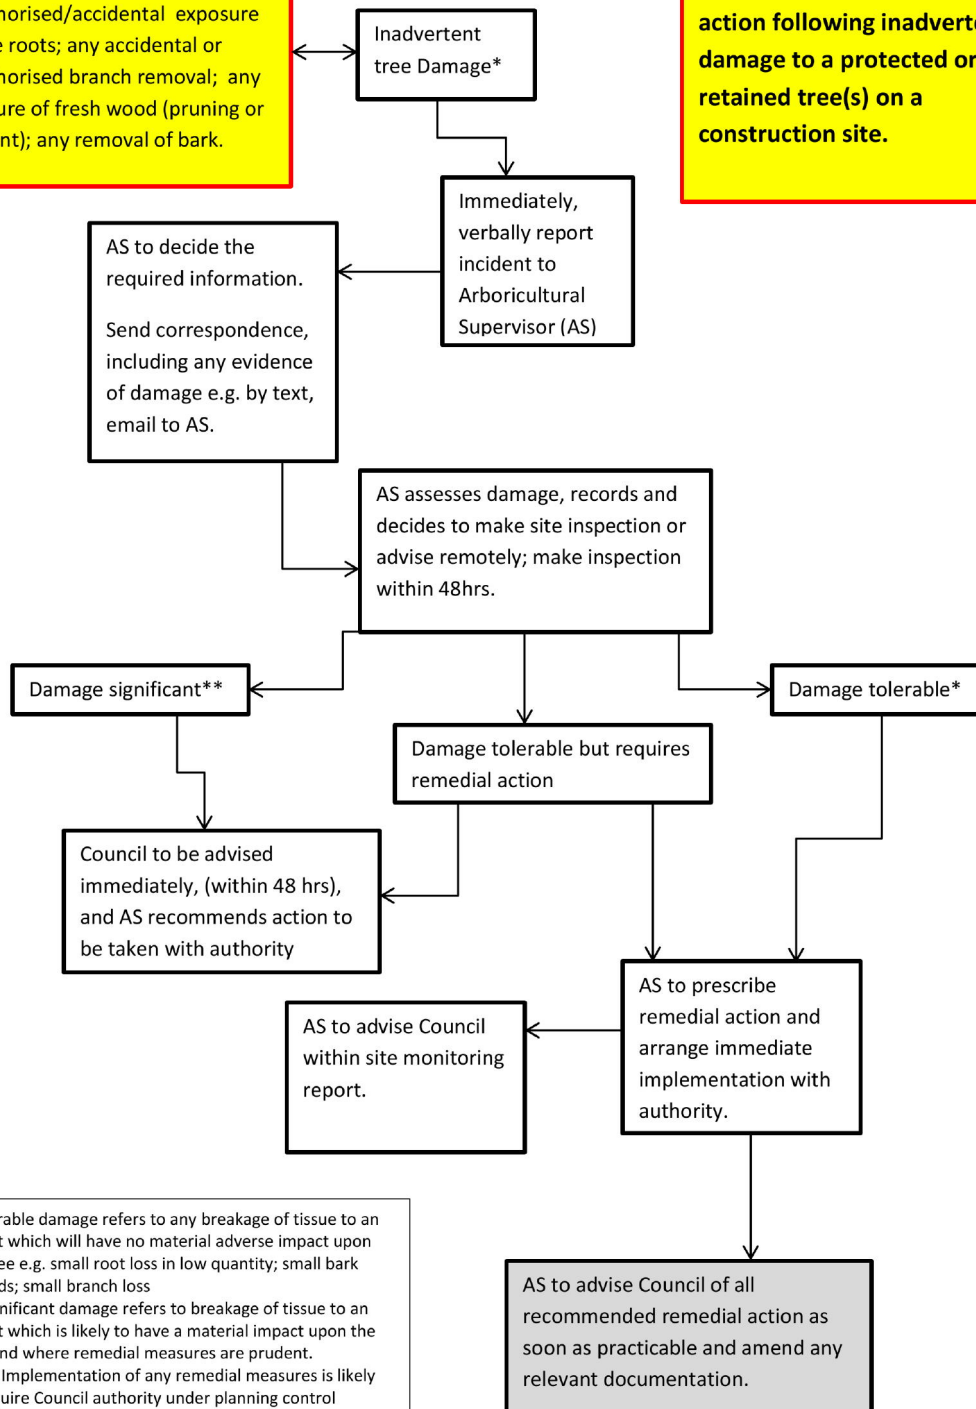 norised/accidental exposure
e roots; any accidental or
norised branch removal; any
ure of fresh wood (pruning or
nt); any removal of bark.
Inadvertent
tree Damage*
action following inadverte
damage to a protected or
retained tree(s) on a
construction site.
Immediately,
verbally report
incident to
Arboricultural
Supervisor (AS)
AS to decide the
required information.
Send correspondence,
including any evidence
of damage e.g. by text,
email to AS.
AS assesses damage, records and
decides to make site inspection or
advise remotely; make inspection
within 48hrs.
Damage significant**
Damage tolerable but requires
remedial action
Damage tolerable*
Council to be advised
immediately, (within 48 hrs),
and AS recommends action to
be taken with authority
AS to prescribe
remedial action and
arrange immediate
implementation with
authority.
AS to advise Council
within site monitoring
report.
rable damage refers to any breakage of tissue to an
t which will have no material adverse impact upon
ee e.g. small root loss in low quantity; small bark
ds; small branch loss
nificant damage refers to breakage of tissue to an
t which is likely to have a material impact upon the
nd where remedial measures are prudent.
Implementation of any remedial measures is likely
uire Council authority under planning control
AS to advise Council of all
recommended remedial action as
soon as practicable and amend any
relevant documentation.